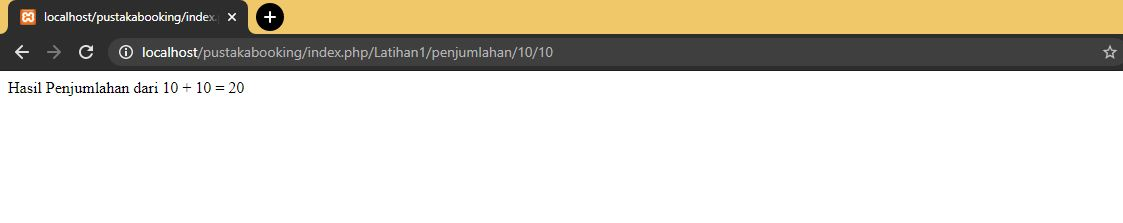 localhost/pustakabooking/index.
localhost/pustakabooking/index.php/Latihan1/penjumlahan/10/10
Hasil Penjumlahan dari 10 + 10 = 20